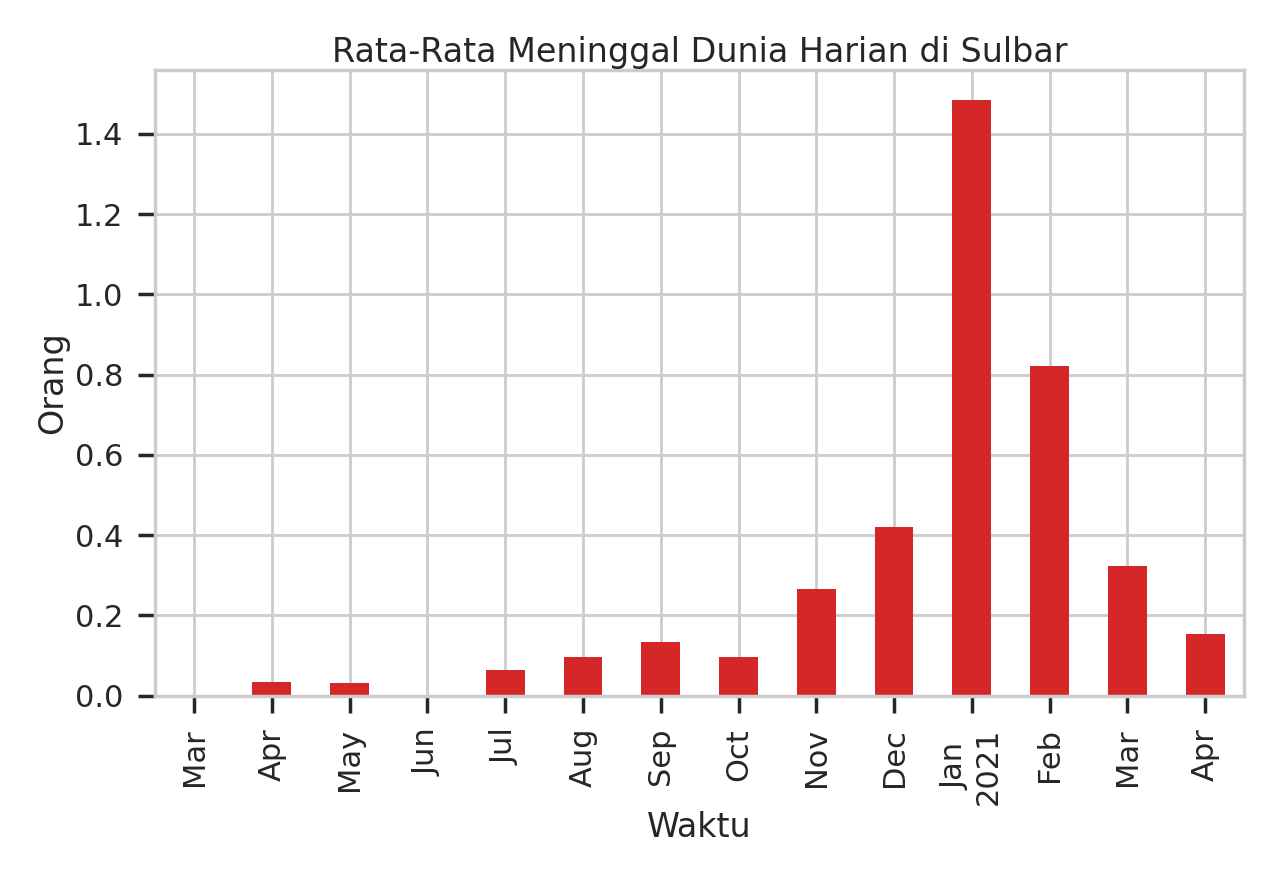 Rata-Rata Meninggal Dunia Harian di Sulbar
Orang
1.4
1.2
1.0
0.8
0.6
0.4
0.2
0.0
Mar
Apr
May
Jun
Jul
Aug
Sep
Oct
Nov
Dec
Jan
2021
Feb
Mar
Apr
Waktu